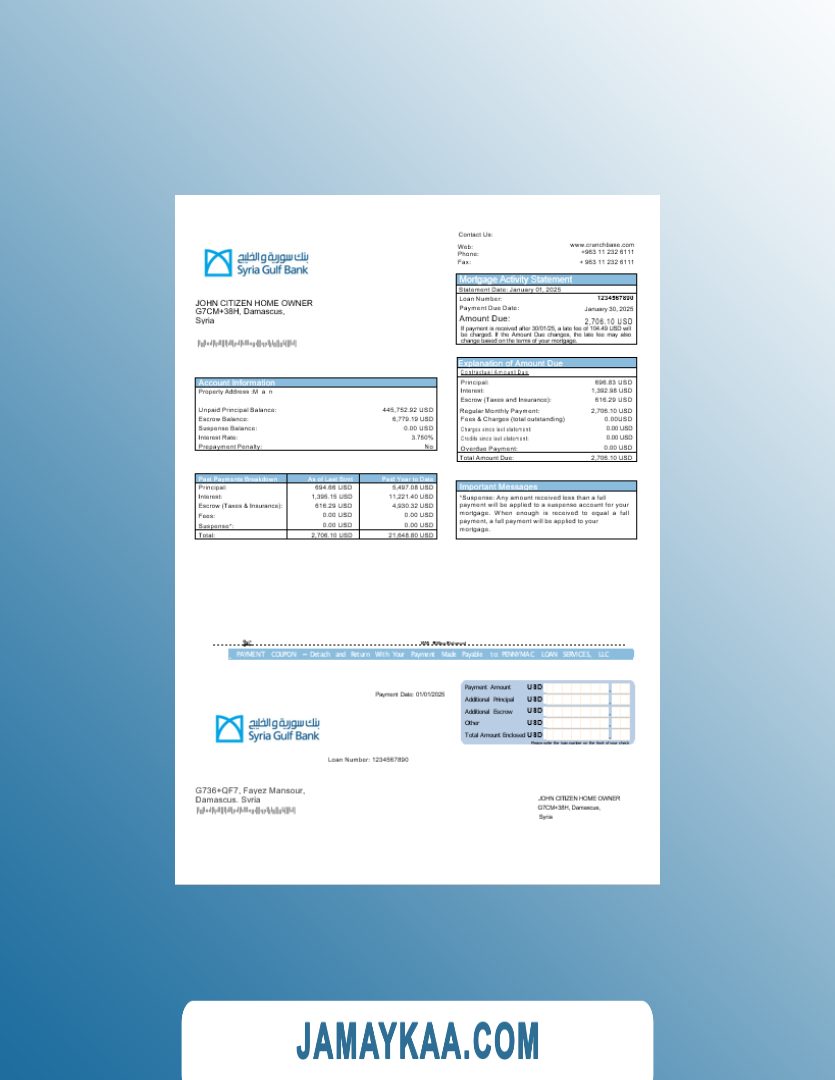 Contact Us:
Web: www.cranchbase.com
Phone: +963 11 232 6111
Fax: + 963 11 232 6111
بنك سورية والخليج
Syria Gulf Bank
Mortgage Activity Statement
Statement Date: January 01, 2025
Loan Number: 1234567890
Payment Due Date: January 30, 2025
Amount Due: 2,706.10 USD
If payment is received after 30/01/25, a late fee of 104.49 USD will
be charged. If the Amount Due changes, the late fee may also
change based on the terms of your mortgage.
JOHN CITIZEN HOME OWNER
G7CM+38H, Damascus,
Syria
Explanation of Amount Due
Contractual Amount Due
Principal: 696.83 USD
Interest: 1,392.98 USD
Escrow (Taxes and Insurance): 616.29 USD
Regular Monthly Payment: 2,706.10 USD
Fees & Charges (total outstanding) 0.00USD
Charges since last statement: 0.00 USD
Credits since last statement: 0.00 USD
Overdue Payment: 0.00 USD
Total Amount Due: 2,706.10 USD
Account Information
Property Address :M a n
Unpaid Principal Balance: 445,752.92 USD
Escrow Balance: 6,779.19 USD
Suspense Balance: 0.00 USD
Interest Rate: 3.750%
Prepayment Penalty: No
Past Payments Breakdown As of Last Stmt Past Year to Date
Principal: 694.66 USD 5,497.08 USD
Interest: 1,395.15 USD 11,221.40 USD
Escrow (Taxes & Insurance): 616.29 USD 4,930.32 USD
Fees: 0.00 USD 0.00 USD
Suspense*: 0.00 USD 0.00 USD
Total: 2,706.10 USD 21,648.80 USD
Important Messages
*Suspense: Any amount received less than a full
payment will be applied to a suspense account for your
mortgage. When enough is received to equal a full
payment, a full payment will be applied to your
mortgage.
PAYMENT COUPON – Detach and Return With Your Payment Made Payable to PENNYMAC LOAN SERVICES, LLC
Payment Date: 01/01/2025
Payment Amount USD
Additional Principal USD
Additional Escrow USD
Other USD
Total Amount Enclosed USD
بنك سورية والخليج
Syria Gulf Bank
Loan Number: 1234567890
G736+QF7, Fayez Mansour,
Damascus. Syria
JOHN CITIZEN HOME OWNER
G7CM+38H, Damascus,
Syria
JAMAYKAA.COM